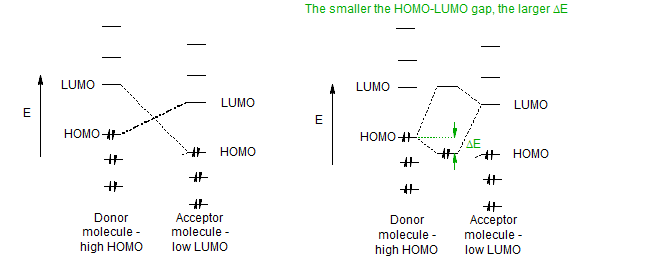 The smaller the HOMO-LUMO gap, the larger ΔE
LUMO
LUMO
E
HOMO
HOMO
Donor
molecule -
high HOMO
Acceptor
molecule -
low LUMO
LUMO
LUMO
E
HOMO
ΔE
HOMO
Donor
molecule -
high HOMO
Acceptor
molecule -
low LUMO